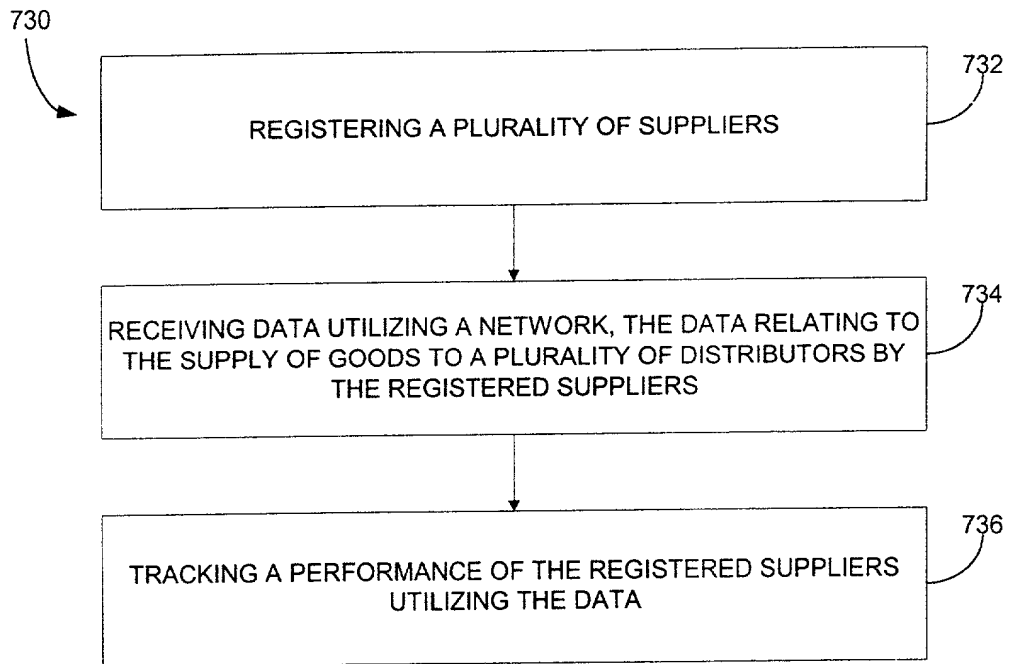 730
732
REGISTERING A PLURALITY OF SUPPLIERS
734
RECEIVING DATA UTILIZING A NETWORK, THE DATA RELATING TO
THE SUPPLY OF GOODS TO A PLURALITY OF DISTRIBUTORS BY
THE REGISTERED SUPPLIERS
736
TRACKING A PERFORMANCE OF THE REGISTERED SUPPLIERS
UTILIZING THE DATA